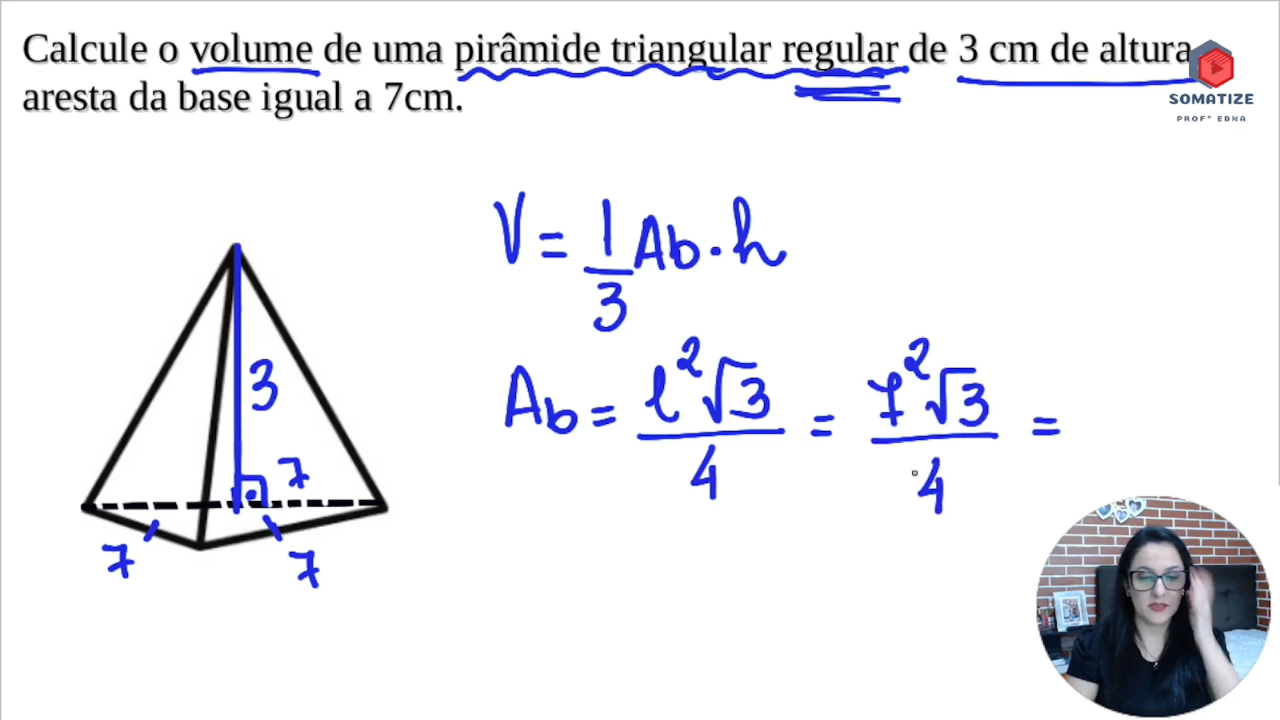 Calcule o volume de uma pirâmide triangular regular de 3 cm de altura
aresta da base igual a 7cm.
SOMATIZE
PROFª EDNA
V = 1/3 Ab · h
3
Ab = l²√3/4 = 7²√3/4 =
7
7
7